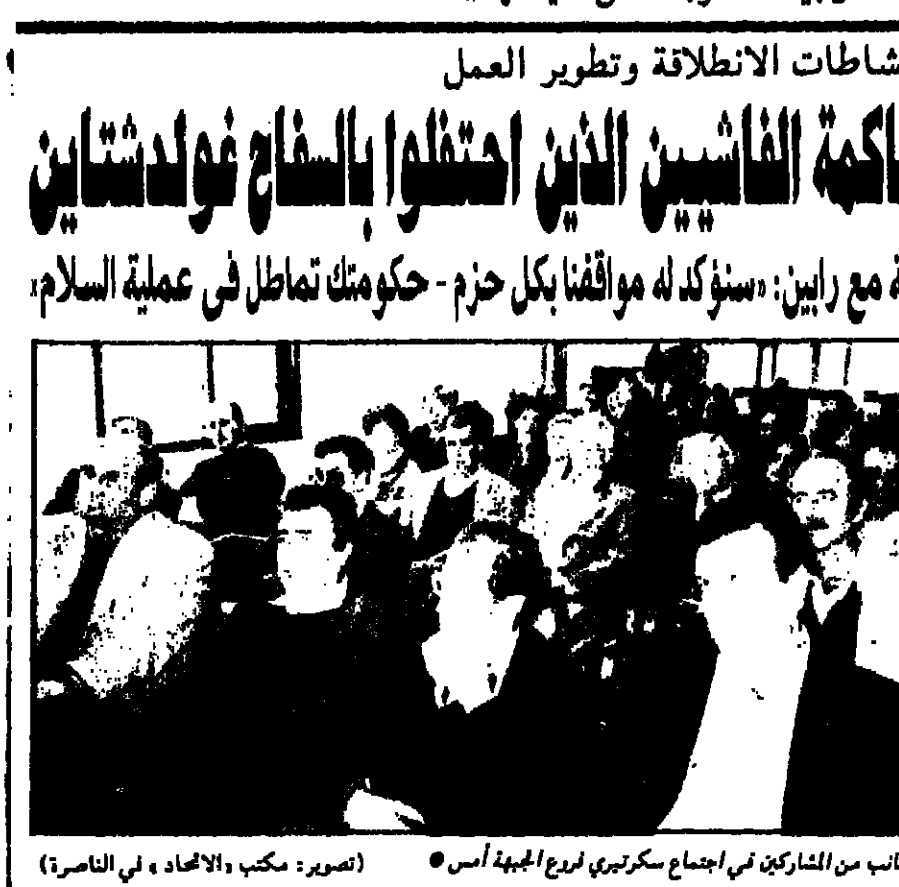 شاطات الانطلاقة وتطوير العمل
اكمة الفاشيين الذين احتفلوا بالسفاح غولدشتاين
ة مع رابين: «سنؤكد له مواقفنا بكل حزم - حكومتك تماطل في عملية السلام»
انب من المشاركين في اجتماع سكرتيري فروع الجبهة أمس ●
(تصوير: مكتب «الاتحاد» في الناصرة)